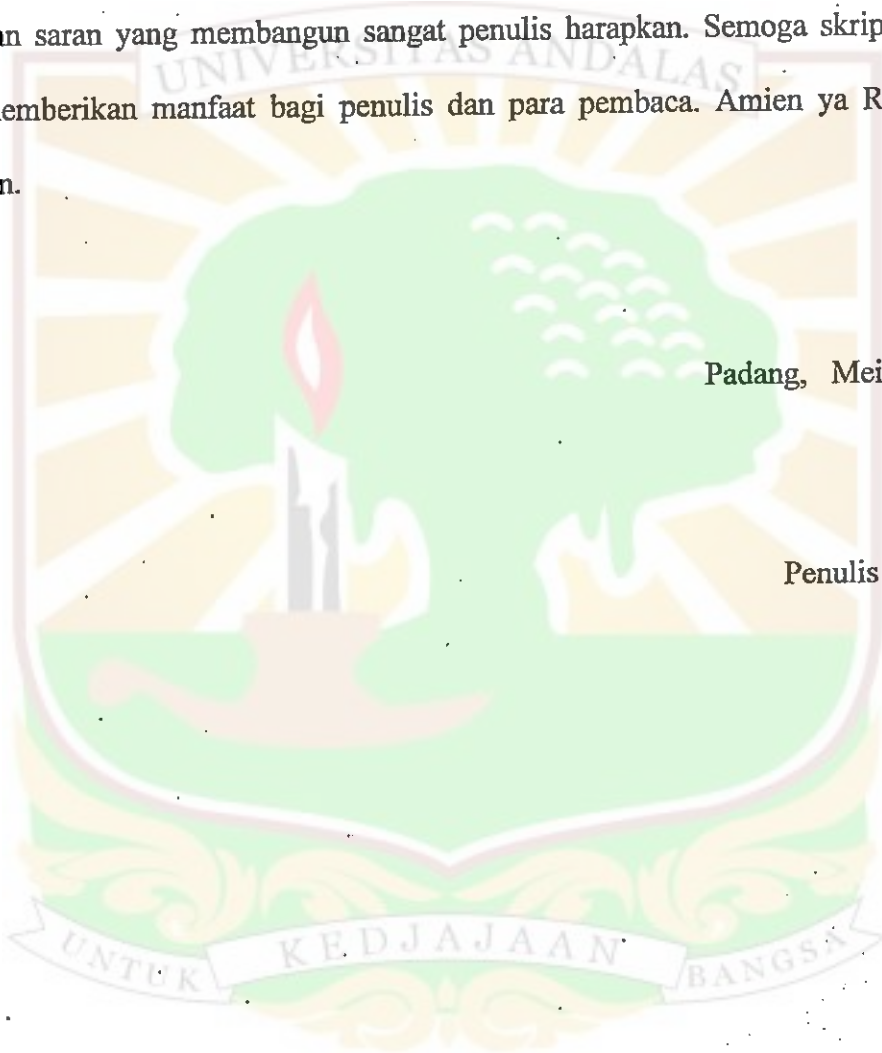 an saran yang membangun sangat penulis harapkan. Semoga skrip
UNIVERSITAS ANDALAS
emberikan manfaat bagi penulis dan para pembaca. Amien ya R
n.
Padang, Mei
Penulis
UNTUK KEDJAJAAN BANGSA